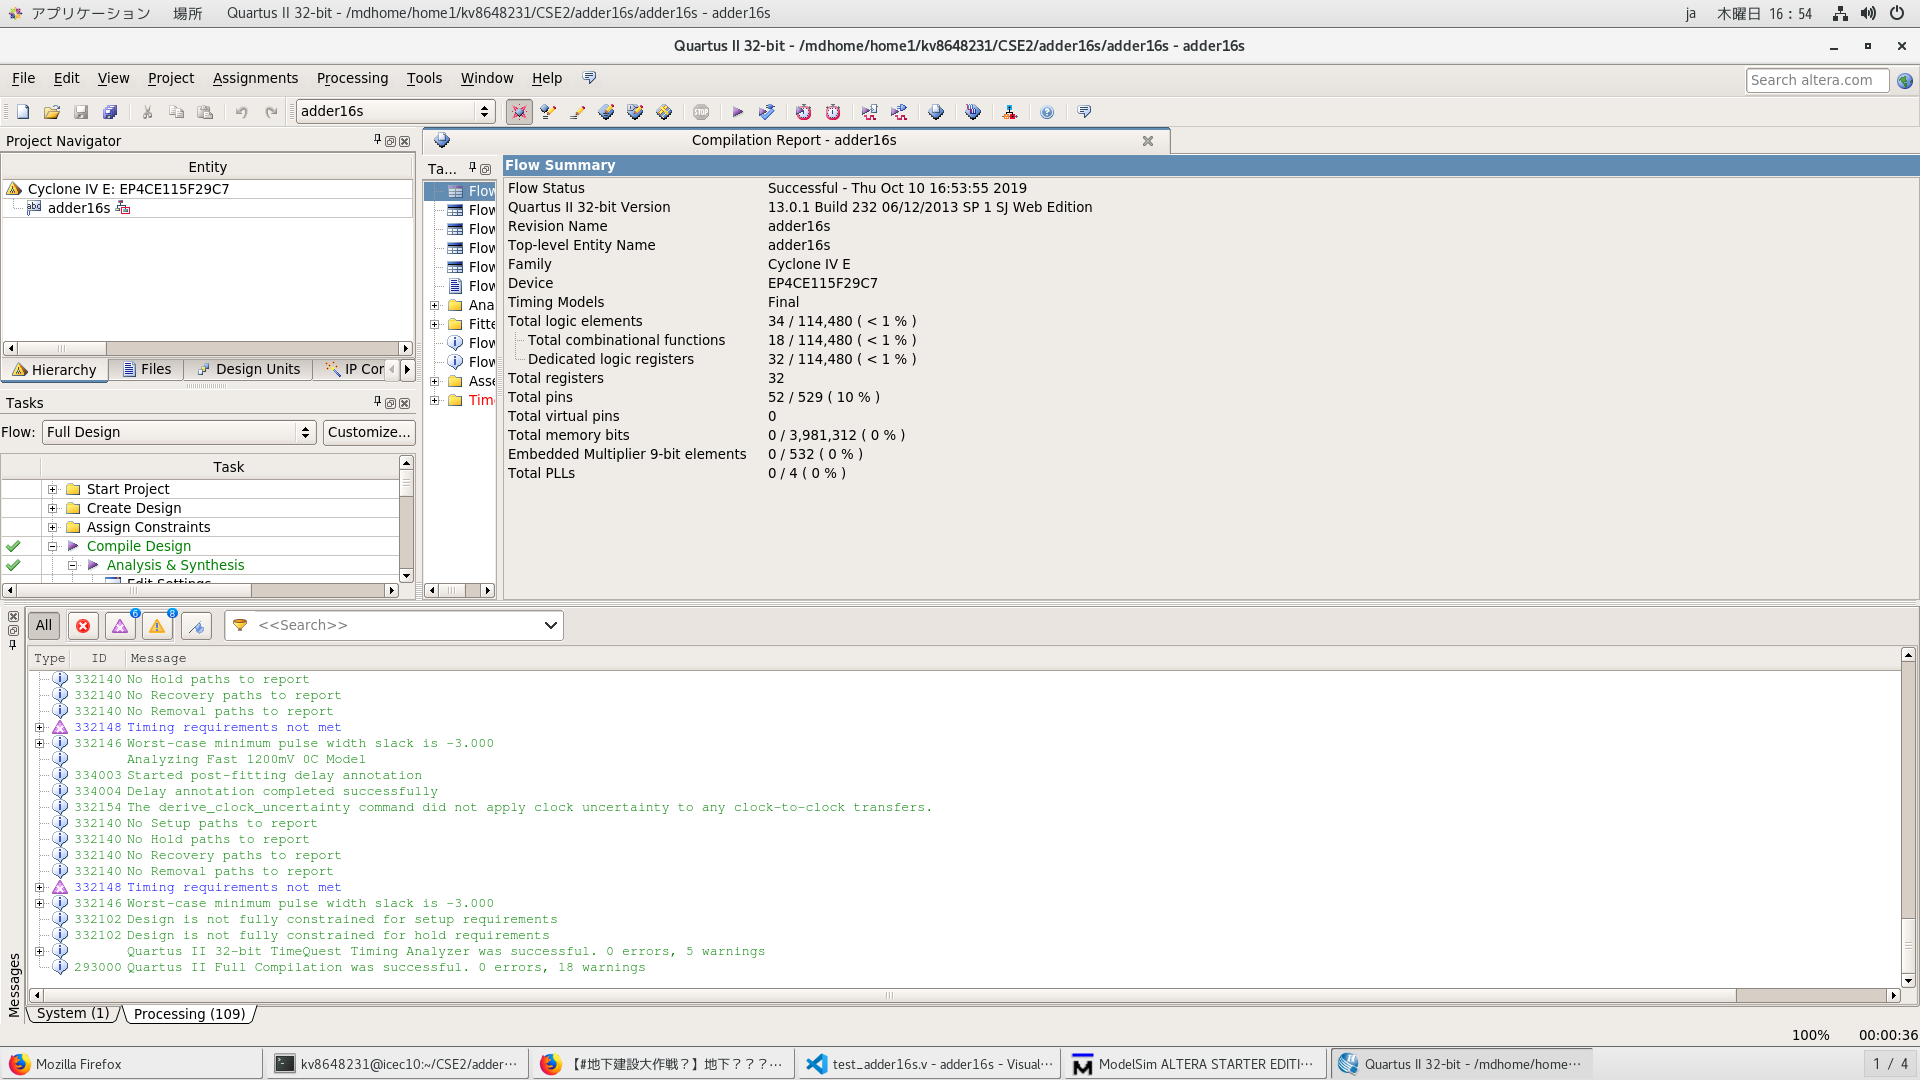 アプリケーション 場所 Quartus II 32-bit - /mdhome/home1/kv8648231/CSE2/adder16s/adder16s - adder16s ja 木曜日 16：54
Quartus II 32-bit - /mdhome/home1/kv8648231/CSE2/adder16s/adder16s - adder16s
File Edit View Project Assignments Processing Tools Window Help Search altera.com
adder16s STOP
Project Navigator
Entity
Cyclone IV E: EP4CE115F29C7
abc adder16s
Hierarchy Files Design Units IP Cor
Tasks
Flow: Full Design Customize...
Task
Start Project
Create Design
Assign Constraints
Compile Design
Analysis & Synthesis
Edit Settings
Compilation Report - adder16s
Ta...
Flow
Flow
Flow
Flow
Flow
Flow
Ana
Fitte
Flow
Flow
Asse
Time
Flow Summary
Flow Status Successful - Thu Oct 10 16:53:55 2019
Quartus II 32-bit Version 13.0.1 Build 232 06/12/2013 SP 1 SJ Web Edition
Revision Name adder16s
Top-level Entity Name adder16s
Family Cyclone IV E
Device EP4CE115F29C7
Timing Models Final
Total logic elements 34 / 114,480 ( < 1 % )
Total combinational functions 18 / 114,480 ( < 1 % )
Dedicated logic registers 32 / 114,480 ( < 1 % )
Total registers 32
Total pins 52 / 529 ( 10 % )
Total virtual pins 0
Total memory bits 0 / 3,981,312 ( 0 % )
Embedded Multiplier 9-bit elements 0 / 532 ( 0 % )
Total PLLs 0 / 4 ( 0 % )
All 6 8 <<Search>>
Type ID Message
332140 No Hold paths to report
332140 No Recovery paths to report
332140 No Removal paths to report
332148 Timing requirements not met
332146 Worst-case minimum pulse width slack is -3.000
Analyzing Fast 1200mV 0C Model
334003 Started post-fitting delay annotation
334004 Delay annotation completed successfully
332154 The derive_clock_uncertainty command did not apply clock uncertainty to any clock-to-clock transfers.
332140 No Setup paths to report
332140 No Hold paths to report
332140 No Recovery paths to report
332140 No Removal paths to report
332148 Timing requirements not met
332146 Worst-case minimum pulse width slack is -3.000
332102 Design is not fully constrained for setup requirements
332102 Design is not fully constrained for hold requirements
Quartus II 32-bit TimeQuest Timing Analyzer was successful. 0 errors, 5 warnings
293000 Quartus II Full Compilation was successful. 0 errors, 18 warnings
Messages
System (1) Processing (109)
100% 00:00:36
Mozilla Firefox kv8648231@icec10:~/CSE2/adder··· 【#地下建設大作戦？】地下？？？··· test_adder16s.v - adder16s - Visual··· ModelSim ALTERA STARTER EDITI··· Quartus II 32-bit - /mdhome/home··· 1 / 4